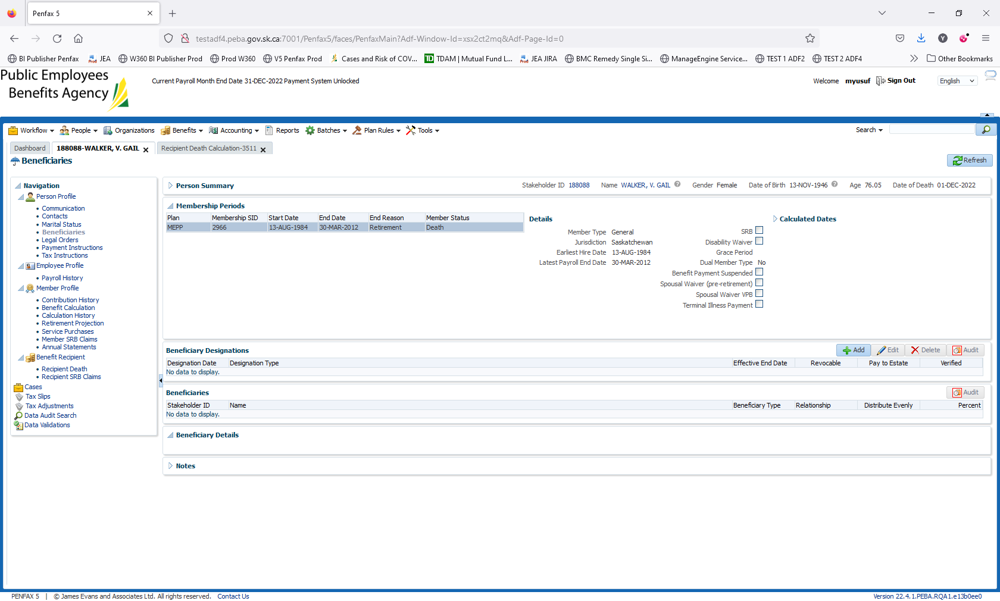 Penfax 5
testadf4.peba.gov.sk.ca:7001/Penfax5/faces/PenfaxMain?Adf-Window-Id=xsx2ct2mq&Adf-Page-Id=0
BI Publisher Penfax JEA W360 BI Publisher Prod Prod W360 V5 Penfax Prod Cases and Risk of COV... TD TDAM | Mutual Fund L... JEA JIRA BMC Remedy Single Si... ManageEngine Service... TEST 1 ADF2 TEST 2 ADF4 Other Bookmarks
Public Employees
Benefits Agency
Current Payroll Month End Date 31-DEC-2022 Payment System Unlocked
Welcome myusuf Sign Out English
Workflow People Organizations Benefits Accounting Reports Batches Plan Rules Tools Search
Dashboard 188088-WALKER, V. GAIL Recipient Death Calculation-3511
Beneficiaries Refresh
Navigation
Person Profile
Communication
Contacts
Marital Status
Beneficiaries
Legal Orders
Payment Instructions
Tax Instructions
Employee Profile
Payroll History
Member Profile
Contribution History
Benefit Calculation
Calculation History
Retirement Projection
Service Purchases
Member SRB Claims
Annual Statements
Benefit Recipient
Recipient Death
Recipient SRB Claims
Cases
Tax Slips
Tax Adjustments
Data Audit Search
Data Validations
Person Summary Stakeholder ID 188088 Name WALKER, V. GAIL Gender Female Date of Birth 13-NOV-1946 Age 76.05 Date of Death 01-DEC-2022
Membership Periods
Plan Membership SID Start Date End Date End Reason Member Status
MEPP 2966 13-AUG-1984 30-MAR-2012 Retirement Death
Details
Member Type General
Jurisdiction Saskatchewan
Earliest Hire Date 13-AUG-1984
Latest Payroll End Date 30-MAR-2012
SRB
Disability Waiver
Grace Period
Dual Member Type No
Benefit Payment Suspended
Spousal Waiver (pre-retirement)
Spousal Waiver VPB
Terminal Illness Payment
Calculated Dates
Beneficiary Designations Add Edit Delete Audit
Designation Date Designation Type Effective End Date Revocable Pay to Estate Verified
No data to display.
Beneficiaries Audit
Stakeholder ID Name Beneficiary Type Relationship Distribute Evenly Percent
No data to display.
Beneficiary Details
Notes
PENFAX 5 | © James Evans and Associates Ltd. All rights reserved. Contact Us
Version 22.4.1.PEBA.RQA1.e13b0ee0